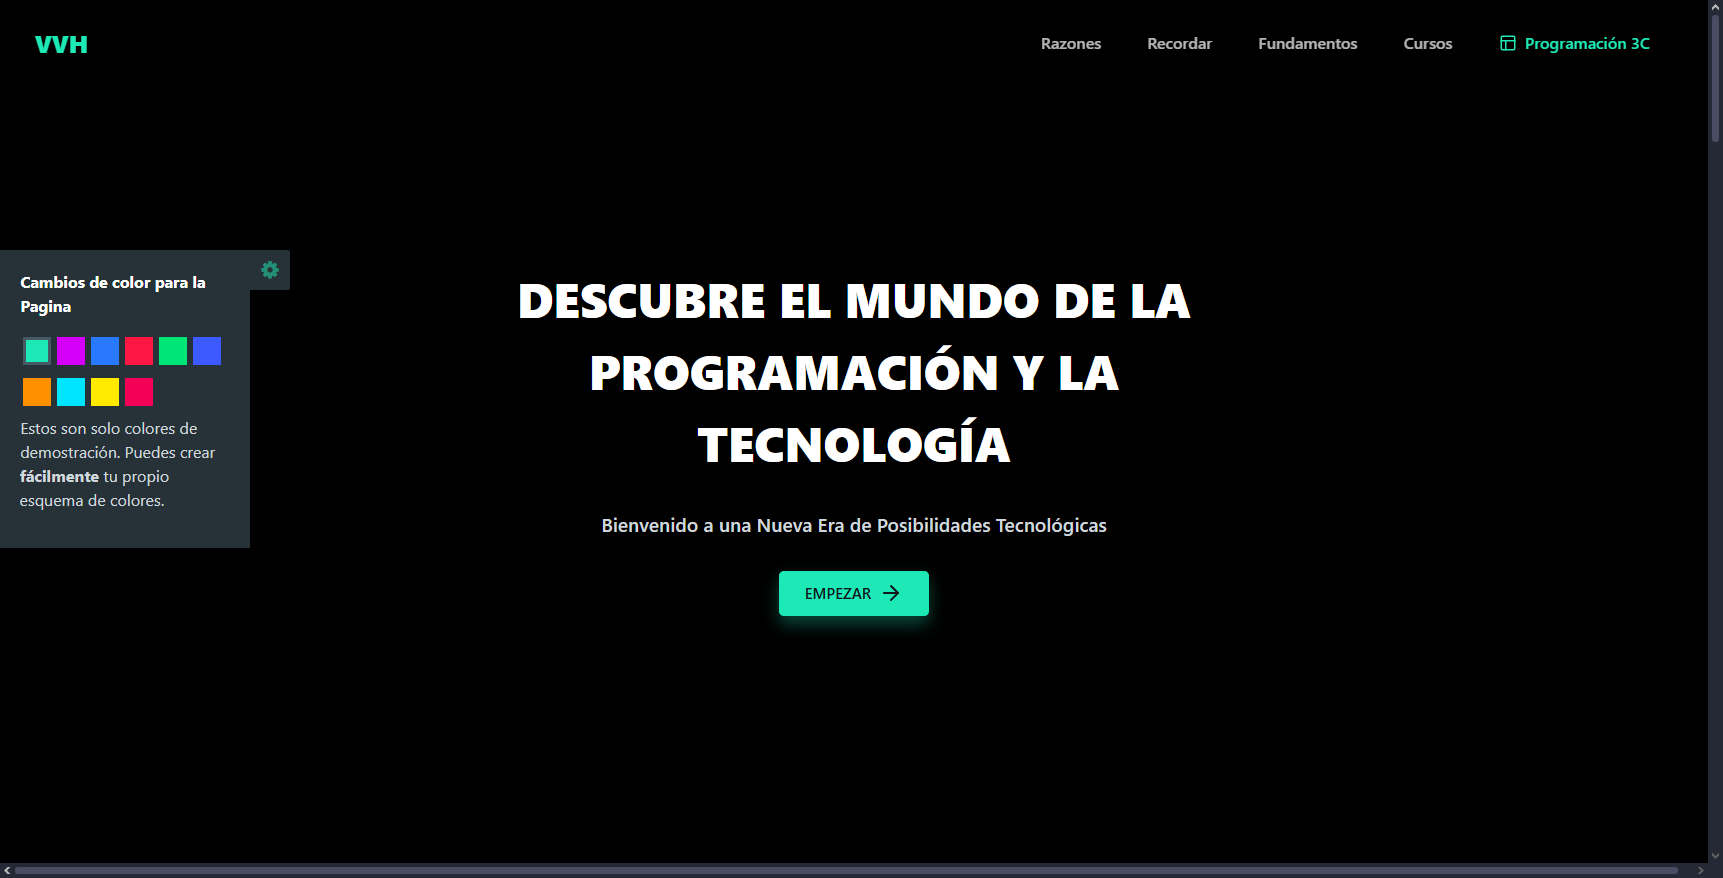 VVH
Razones
Recordar
Fundamentos
Cursos
Programación 3C
Cambios de color para la
Pagina
Estos son solo colores de
demostración. Puedes crear
fácilmente tu propio
esquema de colores.
DESCUBRE EL MUNDO DE LA
PROGRAMACIÓN Y LA
TECNOLOGÍA
Bienvenido a una Nueva Era de Posibilidades Tecnológicas
EMPEZAR